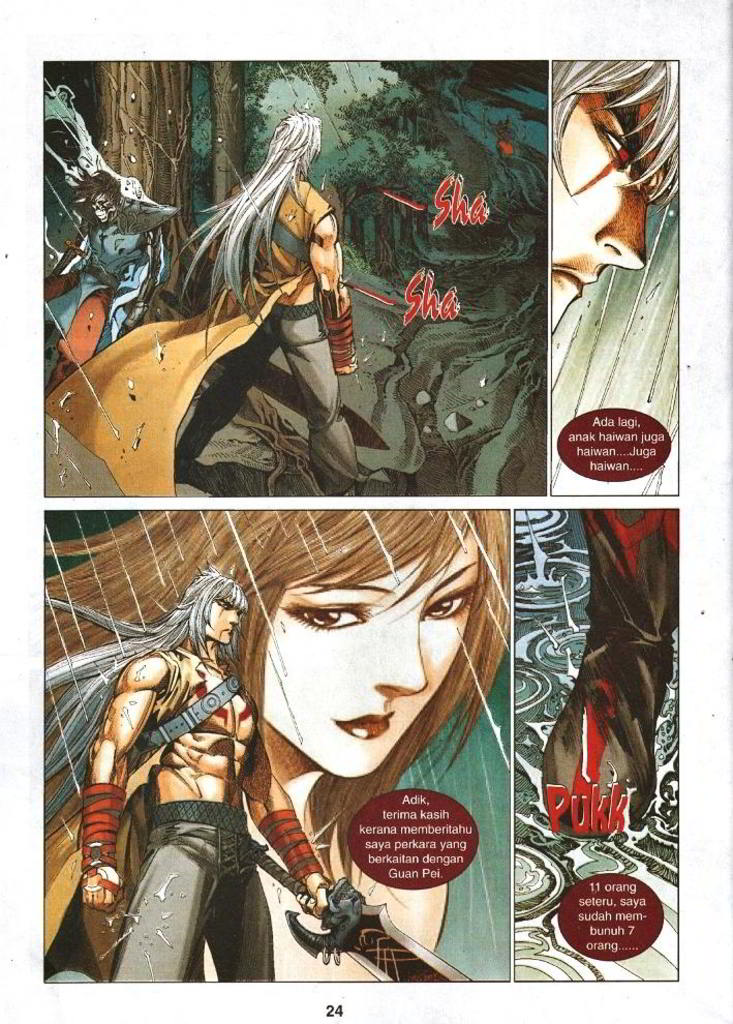 Sha
Sha
Ada lagi,
anak haiwan juga
haiwan....Juga
haiwan....
Adik,
terima kasih
kerana memberitahu
saya perkara yang
berkaitan dengan
Guan Pei.
PUKK
11 orang
seteru, saya
sudah mem-
bunuh 7
orang......
24